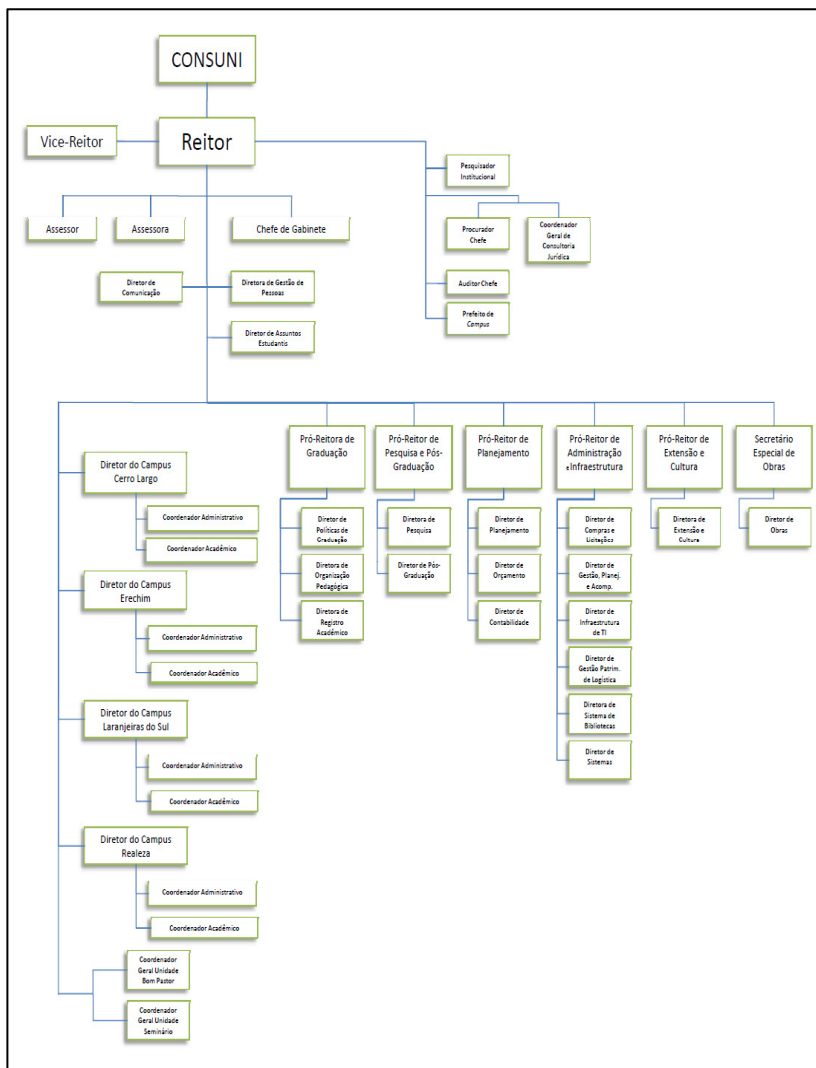 CONSUNI
Vice-Reitor
Reitor
Pesquisador
Institucional
Assessor
Assessora
Chefe de Gabinete
Procurador
Chefe
Coordenador
Geral de
Consultoria
Jurídica
Diretor de
Comunicação
Diretora de Gestão de
Pessoas
Auditor Chefe
Prefeito de
Campus
Diretor de Assuntos
Estudantis
Pró-Reitora de
Graduação
Pró-Reitor de
Pesquisa e Pós-
Graduação
Pró-Reitor de
Planejamento
Pró-Reitor de
Administração
e Infraestrutura
Pró-Reitor de
Extensão e
Cultura
Secretário
Especial de
Obras
Diretor do Campus
Cerro Largo
Coordenador Administrativo
Coordenador Acadêmico
Diretor de
Políticas de
Graduação
Diretora de
Organização
Pedagógica
Diretora de
Registro
Acadêmico
Diretora de
Pesquisa
Diretor de Pós-
Graduação
Diretor de
Planejamento
Diretor de
Orçamento
Diretor de
Contabilidade
Diretor de
Compras e
Licitações
Diretor de
Gestão, Planej.
e Acomp.
Diretor de
Infraestrutura
de TI
Diretor de
Gestão Patrim.
de Logística
Diretora de
Sistema de
Bibliotecas
Diretor de
Sistemas
Diretora de
Extensão e
Cultura
Diretor de
Obras
Diretor do Campus
Erechim
Coordenador Administrativo
Coordenador Acadêmico
Diretor do Campus
Laranjeiras do Sul
Coordenador Administrativo
Coordenador Acadêmico
Diretor do Campus
Realeza
Coordenador Administrativo
Coordenador Acadêmico
Coordenador
Geral Unidade
Bom Pastor
Coordenador
Geral Unidade
Seminário